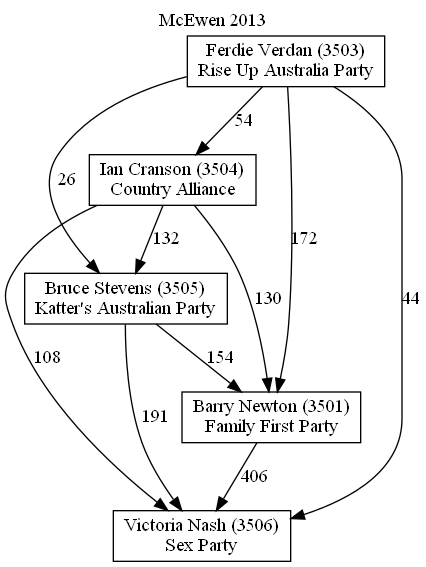 McEwen 2013
Ferdie Verdan (3503)
Rise Up Australia Party
54
Ian Cranson (3504)
Country Alliance
26
132
172
Bruce Stevens (3505)
Katter's Australian Party
130
44
108
154
191
Barry Newton (3501)
Family First Party
406
Victoria Nash (3506)
Sex Party